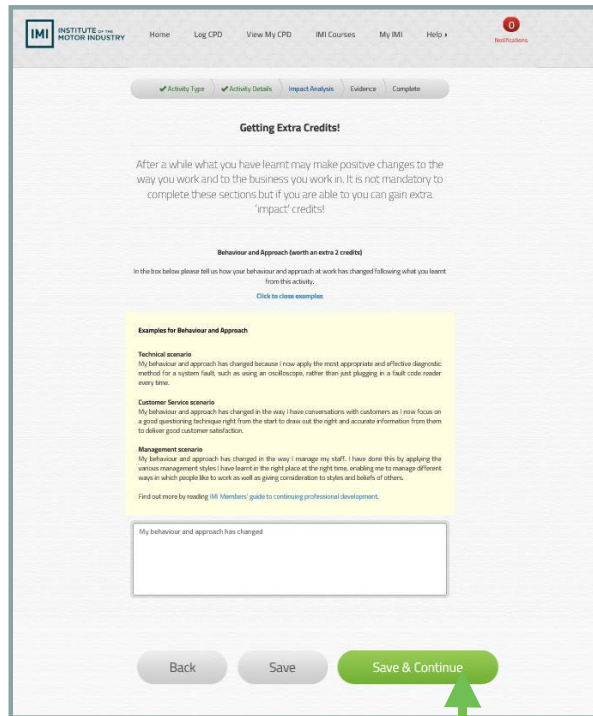 IMI INSTITUTE OF THE
MOTOR INDUSTRY
Home Log CPD View My CPD IMI Courses My IMI Help
0
Notifications
Activity Type Activity Details Impact Analysis Evidence Complete
Getting Extra Credits!
After a while what you have learnt may make positive changes to the
way you work and to the business you work in. It is not mandatory to
complete these sections but if you are able to you can gain extra
'impact' credits!
Behaviour and Approach (worth an extra 2 credits)
In the box below please tell us how your behaviour and approach at work has changed following what you learnt
from this activity.
Click to close examples
Examples for Behaviour and Approach
Technical scenario
My behaviour and approach has changed because I now apply the most appropriate and effective diagnostic
method for a system fault, such as using an oscilloscope, rather than just plugging in a fault code reader
every time.
Customer Service scenario
My behaviour and approach has changed in the way I have conversations with customers as I now focus on
a good questioning technique right from the start to draw out the right and accurate information from them
to deliver good customer satisfaction.
Management scenario
My behaviour and approach has changed in the way I manage my staff. I have done this by applying the
various management styles I have learnt in the right place at the right time, enabling me to manage different
ways in which people like to work as well as giving consideration to styles and beliefs of others.
Find out more by reading IMI Members' guide to continuing professional development.
My behaviour and approach has changed
Back Save Save & Continue